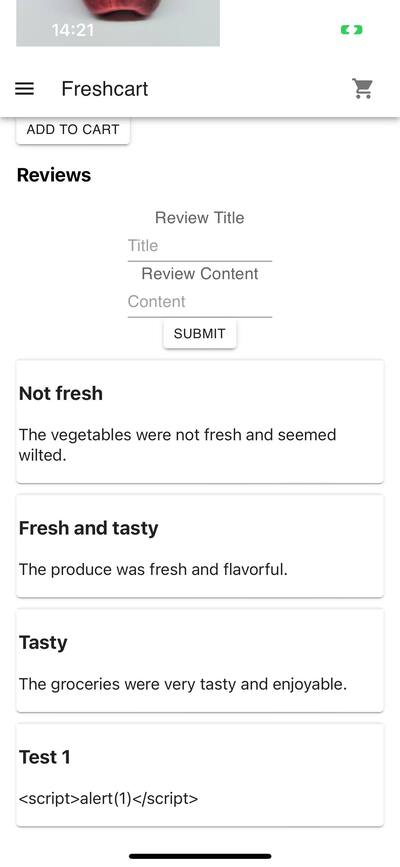 14:21
Freshcart
ADD TO CART
Reviews
Review Title
Title
Review Content
Content
SUBMIT
Not fresh
The vegetables were not fresh and seemed
wilted.
Fresh and tasty
The produce was fresh and flavorful.
Tasty
The groceries were very tasty and enjoyable.
Test 1
<script>alert(1)</script>